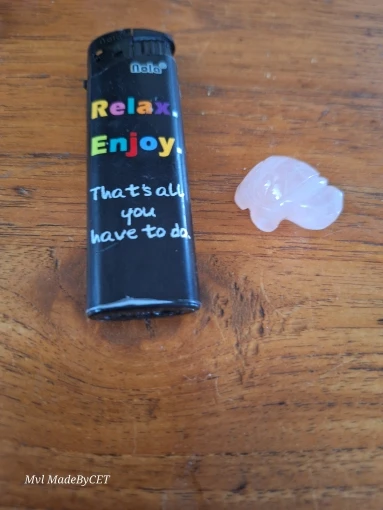 Nola®
Relax.
Enjoy.
That's all
you
have to do.
Mvl MadeByCET